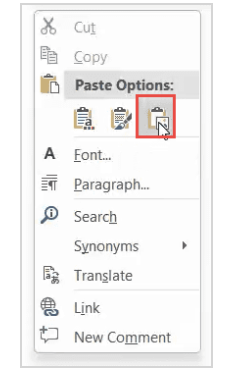 Cut
Copy
Paste Options:
Font...
Paragraph...
Search
Synonyms
Translate
Link
New Comment